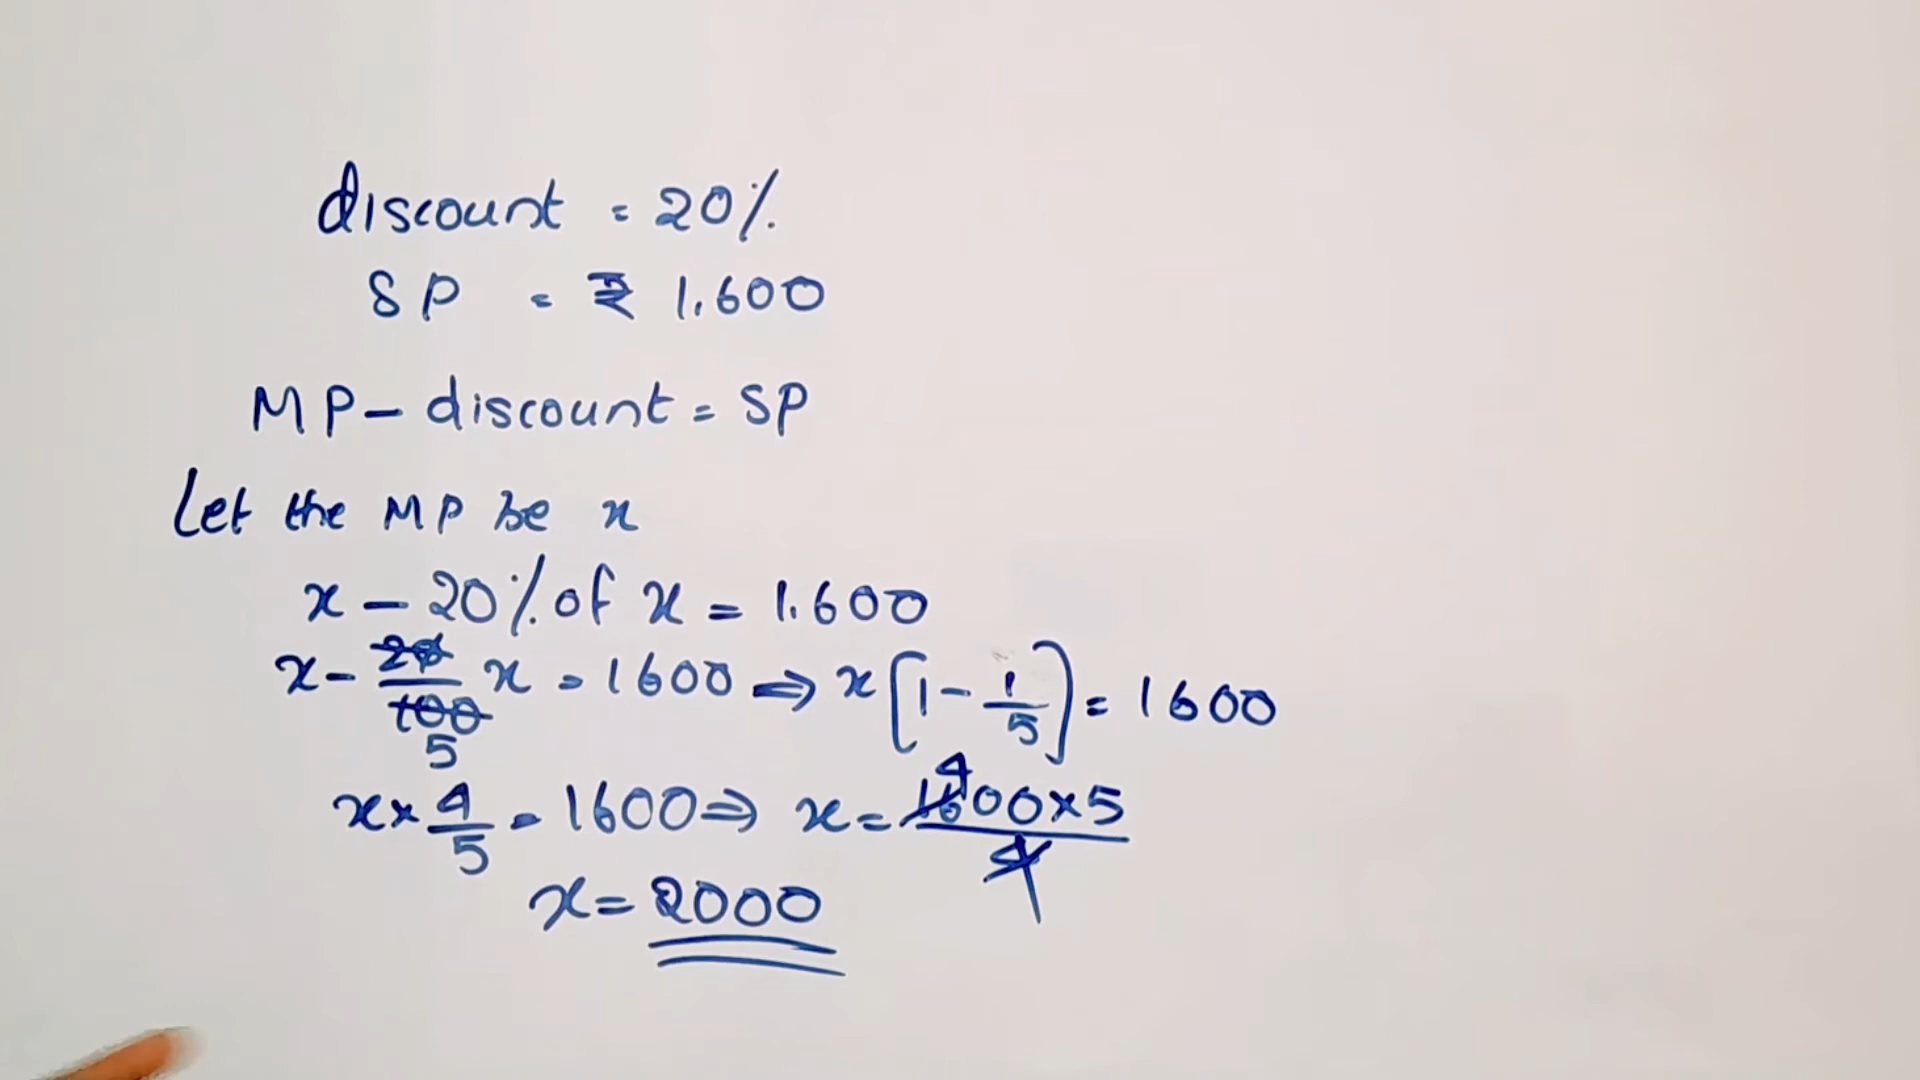 discount = 20%
SP = ₹ 1,600
MP – discount = SP
Let the MP be x
x – 20% of x = 1,600
x - 20/100 5 x = 1600 ⇒ x[1 - 1/5] = 1600
x × 4/5 = 1600 ⇒ x = 1600 4 × 5 / 4
x = 2000